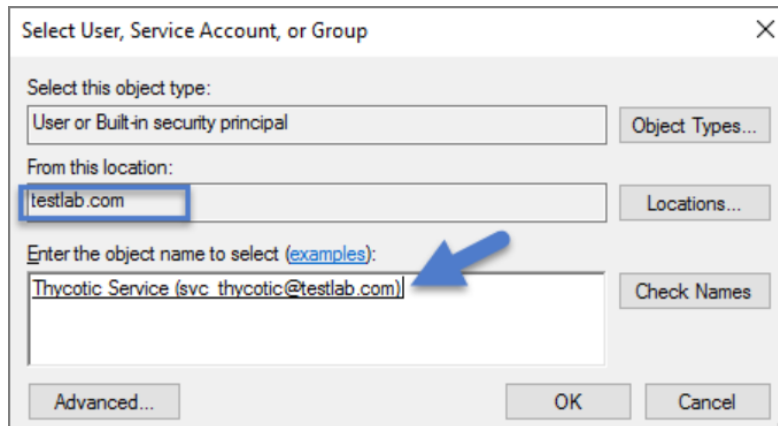 Select User, Service Account, or Group
Select this object type:
User or Built-in security principal
Object Types...
From this location:
testlab.com
Locations...
Enter the object name to select (examples):
Thycotic Service (svc_thycotic@testlab.com)
Check Names
Advanced...
OK
Cancel